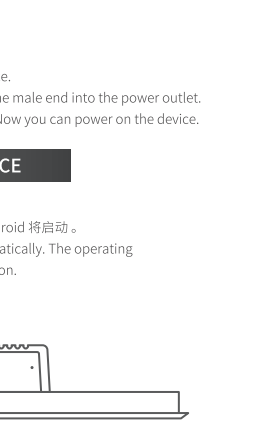 e.
ne male end into the power outlet.
Now you can power on the device.
CE
roid 将启动 。
atically. The operating
on.